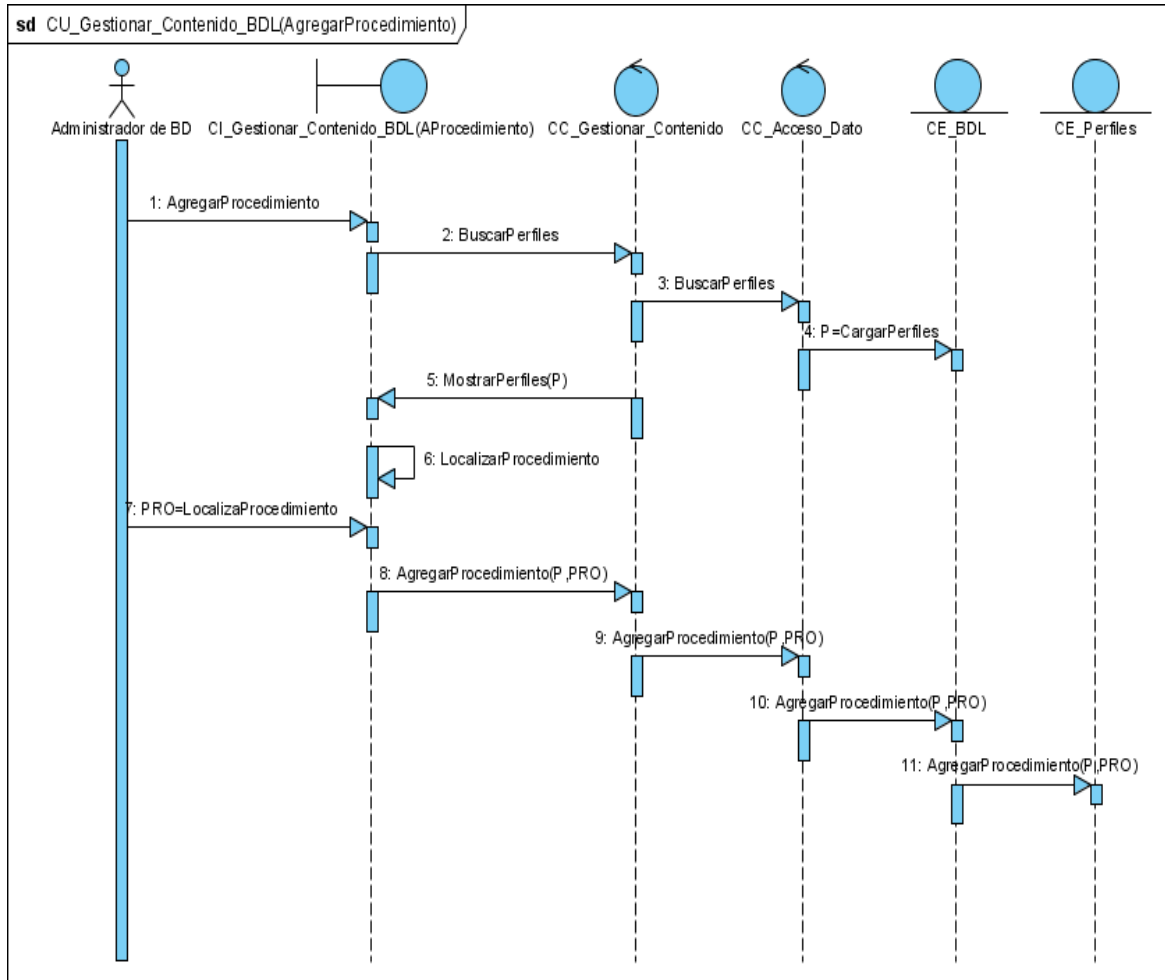 sd CU_Gestionar_Contenido_BDL(AgregarProcedimiento)
Administrador de BD
CI_Gestionar_Contenido_BDL(AProcedimiento)
CC_Gestionar_Contenido
CC_Acceso_Dato
CE_BDL
CE_Perfiles
1: AgregarProcedimiento
2: BuscarPerfiles
3: BuscarPerfiles
4: P=CargarPerfiles
5: MostrarPerfiles(P)
6: LocalizarProcedimiento
7: PRO=LocalizaProcedimiento
8: AgregarProcedimiento(P,PRO)
9: AgregarProcedimiento(P,PRO)
10: AgregarProcedimiento(P,PRO)
11: AgregarProcedimiento(P,PRO)